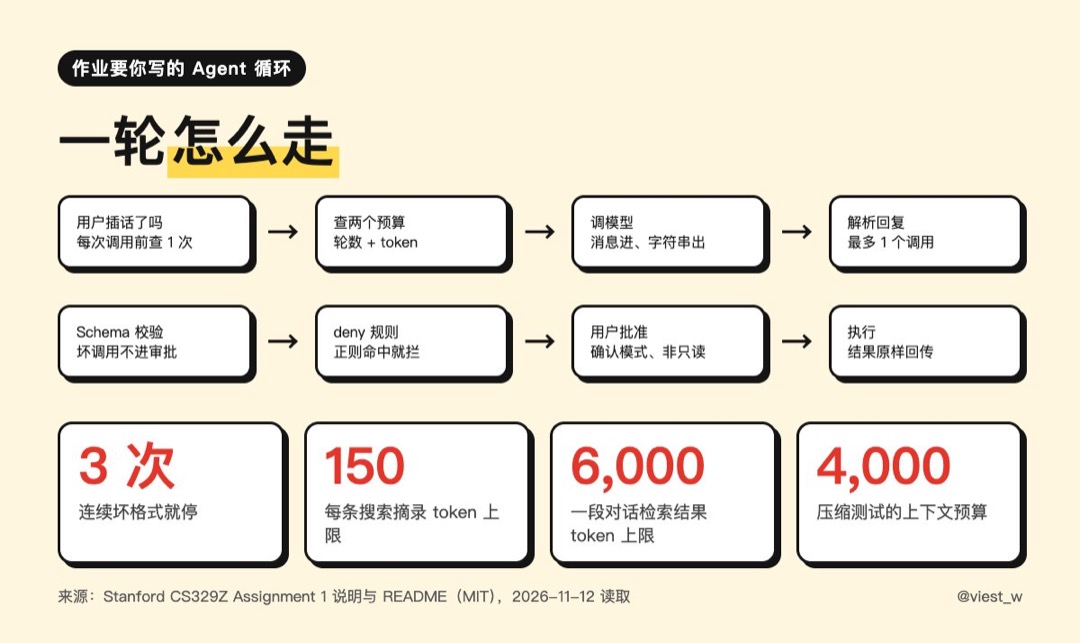 作业要你写的 Agent 循环
一轮怎么走
用户插话了吗
每次调用前查 1 次
→
查两个预算
轮数 + token
→
调模型
消息进、字符串出
→
解析回复
最多 1 个调用
Schema 校验
坏调用不进审批
→
deny 规则
正则命中就拦
→
用户批准
确认模式、非只读
→
执行
结果原样回传
3 次
连续坏格式就停
150
每条搜索摘录 token 上
限
6,000
一段对话检索结果
token 上限
4,000
压缩测试的上下文预算
来源：Stanford CS329Z Assignment 1 说明与 README（MIT），2026-11-12 读取
@viest_w